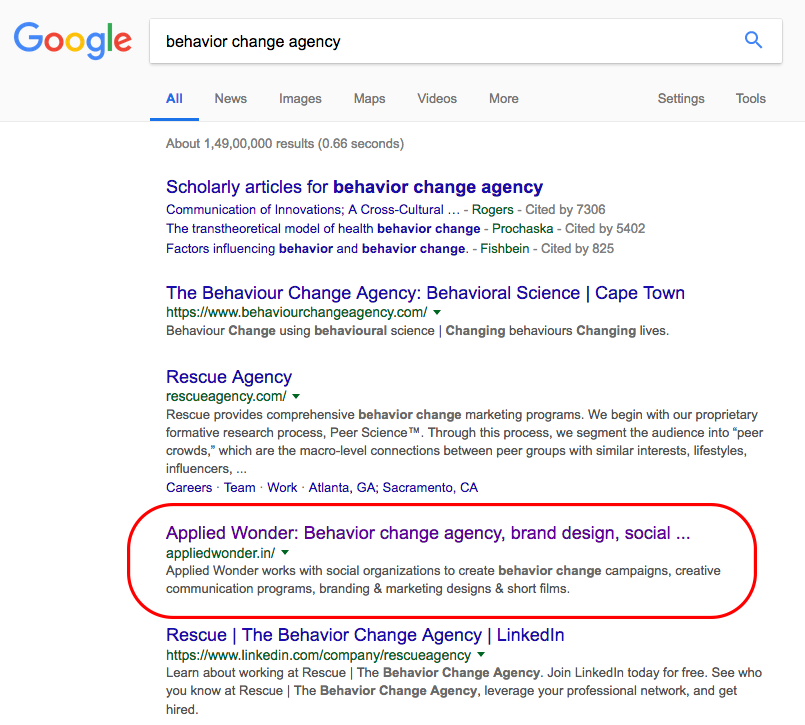 Google
behavior change agency
All News Images Maps Videos More Settings Tools
About 1,49,00,000 results (0.66 seconds)
Scholarly articles for behavior change agency
Communication of Innovations; A Cross-Cultural … - Rogers - Cited by 7306
The transtheoretical model of health behavior change - Prochaska - Cited by 5402
Factors influencing behavior and behavior change. - Fishbein - Cited by 825
The Behaviour Change Agency: Behavioral Science | Cape Town
https://www.behaviourchangeagency.com/
Behaviour Change using behavioural science | Changing behaviours Changing lives.
Rescue Agency
rescueagency.com/
Rescue provides comprehensive behavior change marketing programs. We begin with our proprietary
formative research process, Peer Science™. Through this process, we segment the audience into “peer
crowds,” which are the macro-level connections between peer groups with similar interests, lifestyles,
influencers, ...
Careers · Team · Work · Atlanta, GA; Sacramento, CA
Applied Wonder: Behavior change agency, brand design, social ...
appliedwonder.in/
Applied Wonder works with social organizations to create behavior change campaigns, creative
communication programs, branding & marketing designs & short films.
Rescue | The Behavior Change Agency | LinkedIn
https://www.linkedin.com/company/rescueagency
Learn about working at Rescue | The Behavior Change Agency. Join LinkedIn today for free. See who
you know at Rescue | The Behavior Change Agency, leverage your professional network, and get
hired.